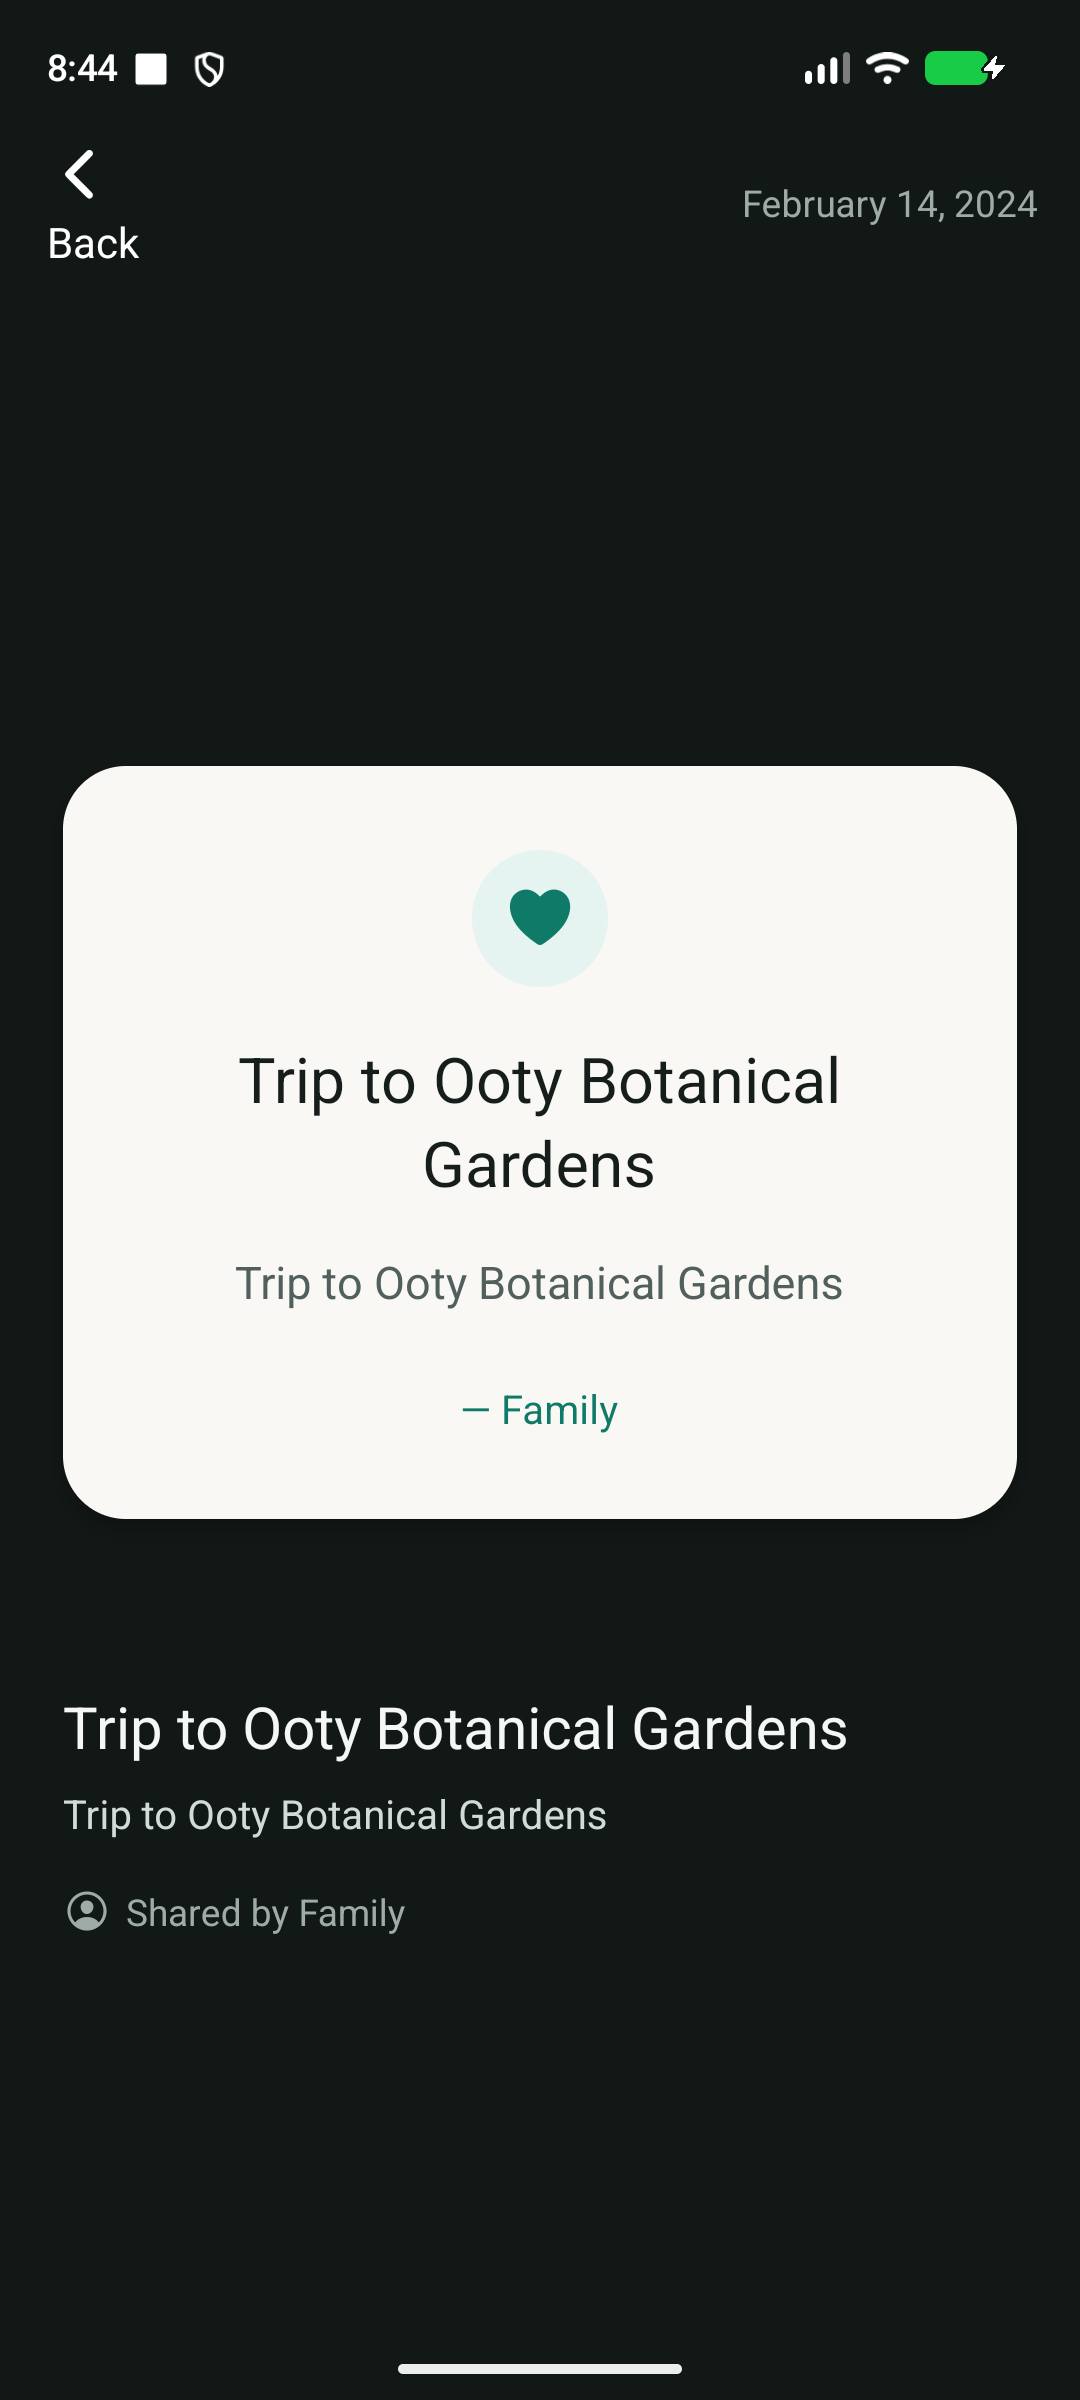 8:44
Back
February 14, 2024
Trip to Ooty Botanical
Gardens
Trip to Ooty Botanical Gardens
— Family
Trip to Ooty Botanical Gardens
Trip to Ooty Botanical Gardens
Shared by Family